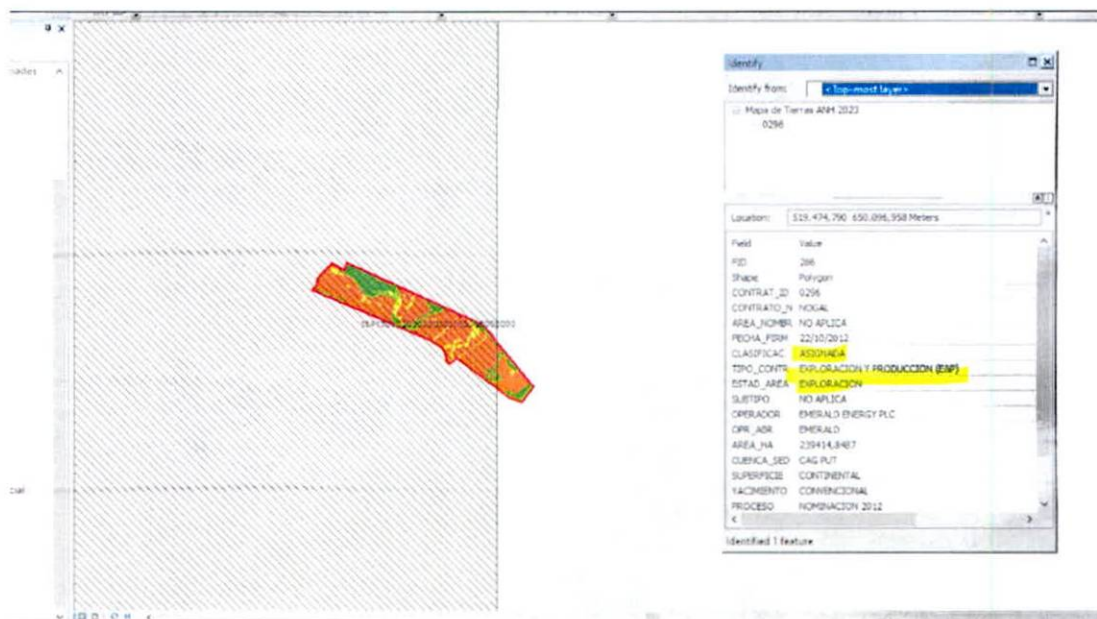 Identify
Identify from: <Top-most layer>
Mapa de Tierras ANH 2023
0296
Location: 519.474,790 658.096,958 Meters
Field Value
FID 286
Shape Polygon
CONTRAT_ID 0296
CONTRATO_N NOGAL
AREA_NOMBR NO APLICA
FECHA_FIRM 22/10/2012
CLASIFICAC ASIGNADA
TIPO_CONTR EXPLORACION Y PRODUCCION (E&P)
ESTAD_AREA EXPLORACION
SUBTIPO NO APLICA
OPERADOR EMERALD ENERGY PLC
OPR_ABR EMERALD
AREA_HA 239414,8487
CUENCA_SED CAG PUT
SUPERFICIE CONTINENTAL
YACIMIENTO CONVENCIONAL
PROCESO NOMINACION 2012
Identified 1 feature